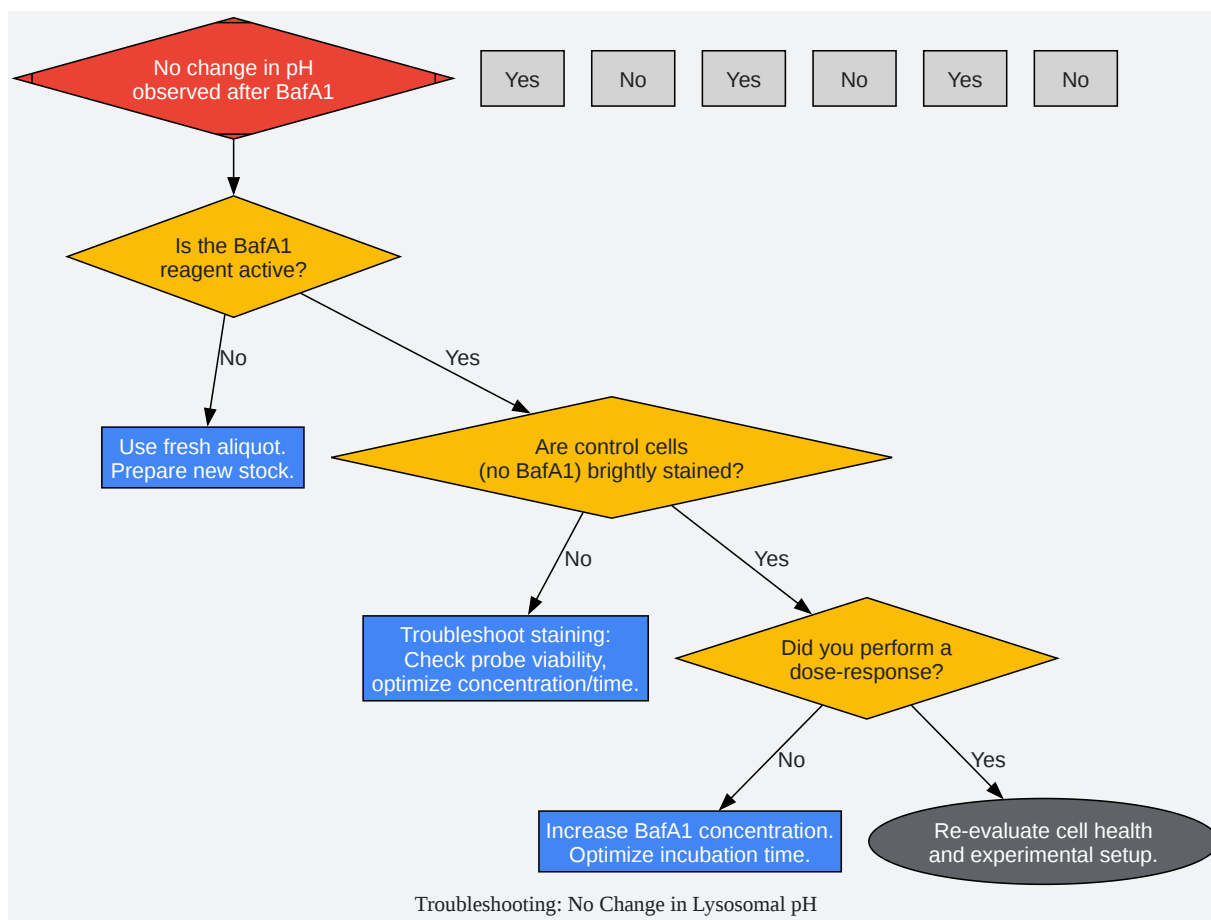 No change in pH
observed after BafA1
Yes
No
Yes
No
Yes
No
Is the BafA1
reagent active?
No
Yes
Use fresh aliquot.
Prepare new stock.
Are control cells
(no BafA1) brightly stained?
No
Yes
Troubleshoot staining:
Check probe viability,
optimize concentration/time.
Did you perform a
dose-response?
No
Yes
Increase BafA1 concentration.
Optimize incubation time.
Re-evaluate cell health
and experimental setup.
Troubleshooting: No Change in Lysosomal pH